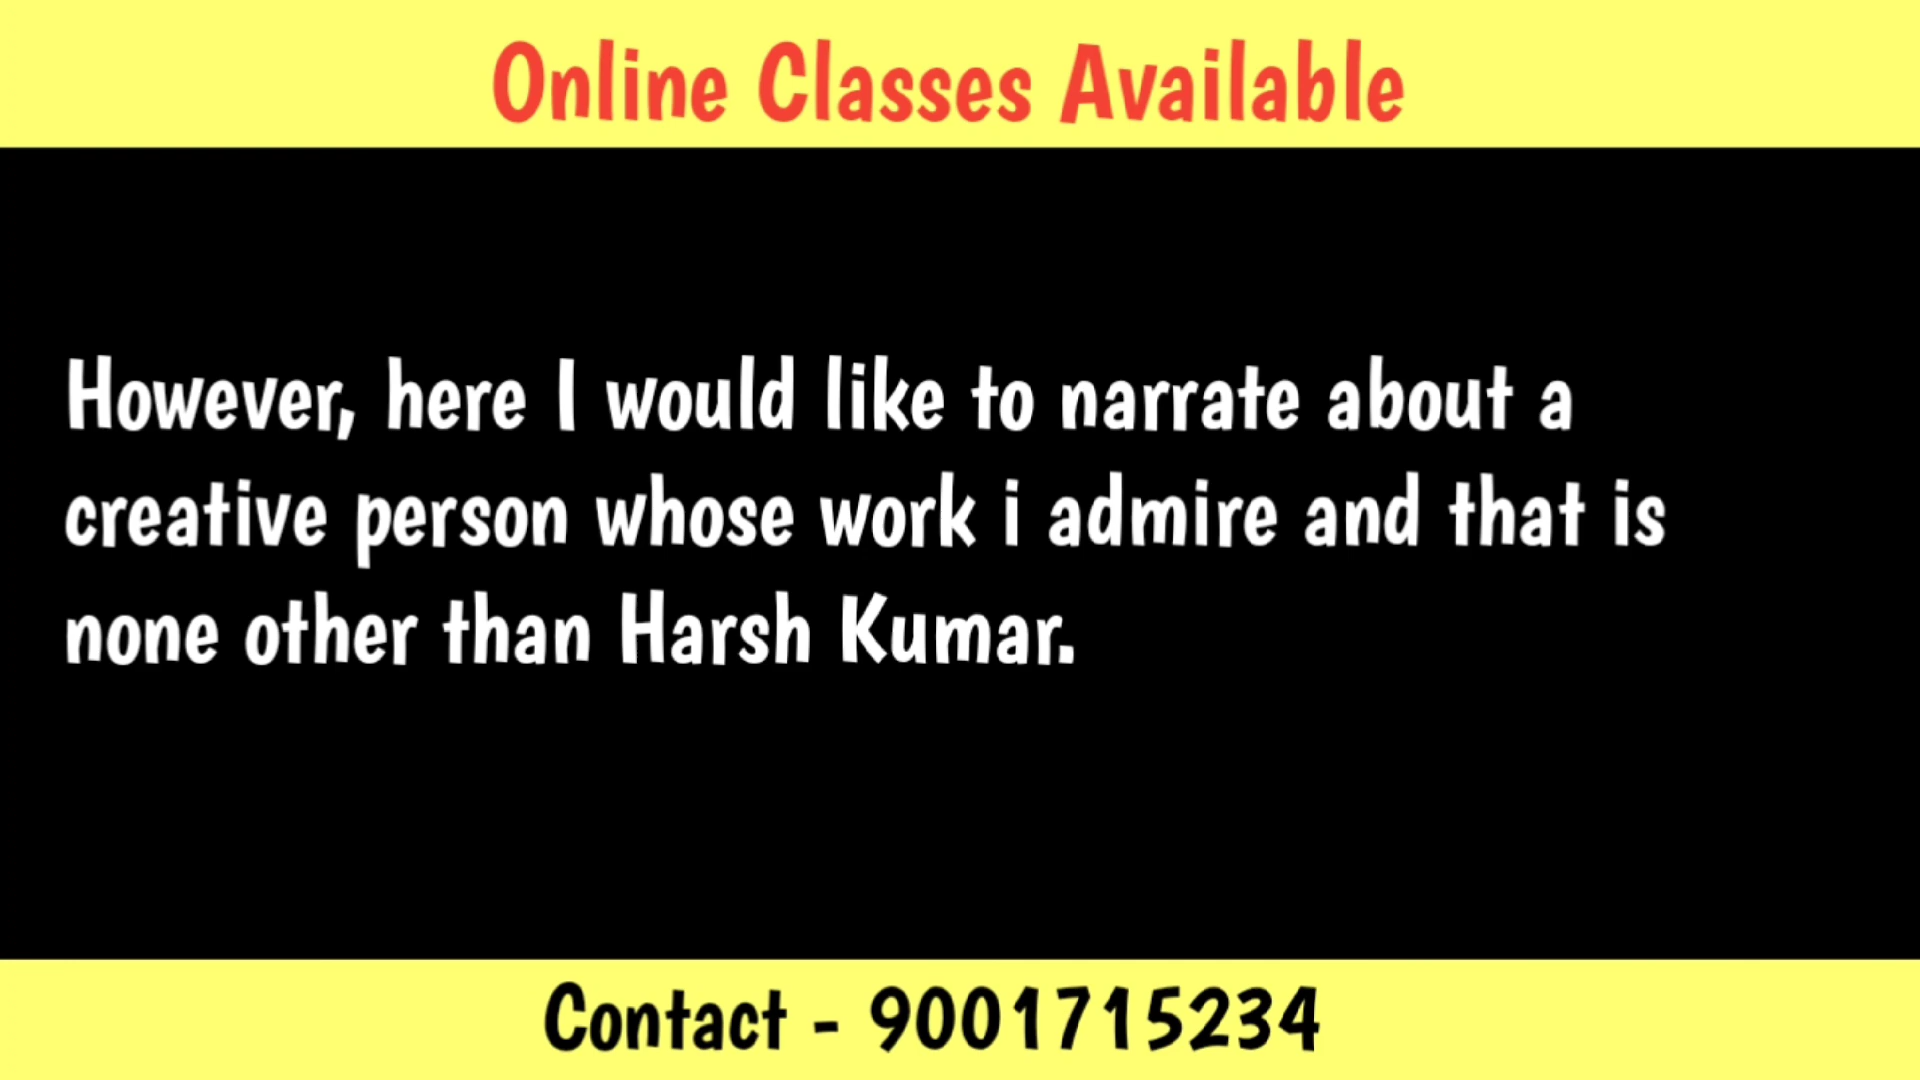 Online Classes Available
However, here I would like to narrate about a
creative person whose work i admire and that is
none other than Harsh Kumar.
Contact - 9001715234